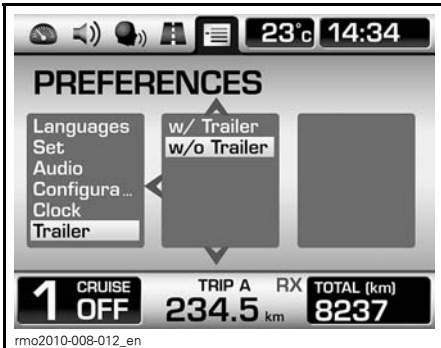 23°c 14:34
PREFERENCES
Languages
Set
Audio
Configura...
Clock
Trailer
w/ Trailer
w/o Trailer
1 CRUISE OFF
TRIP A
234.5 km
RX
TOTAL (km)
8237
rmo2010-008-012_en